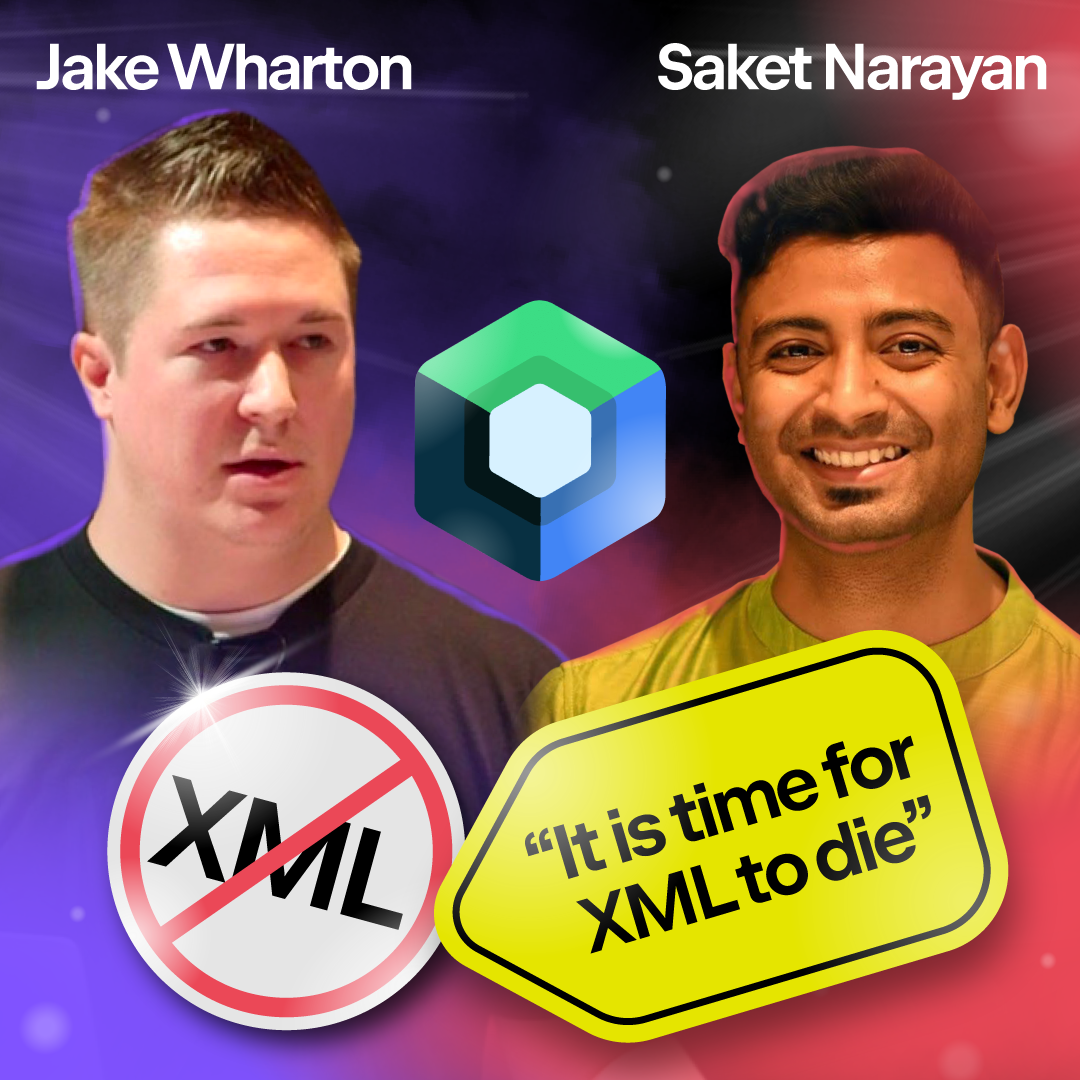 Jake Wharton
Saket Narayan
XML
“It is time for
XML to die”